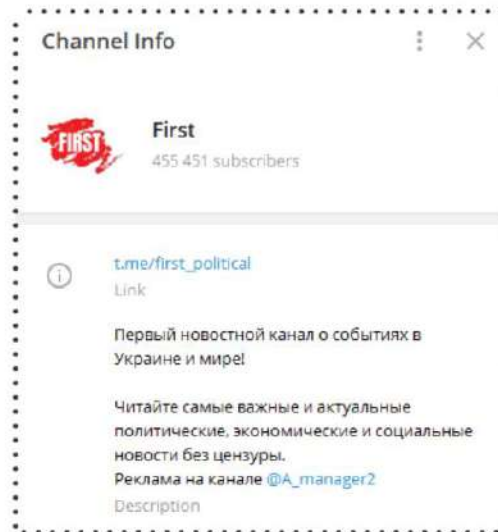 Channel Info
FIRST
First
455 451 subscribers
t.me/first_political
Link
Первый новостной канал о событиях в
Украине и мире!
Читайте самые важные и актуальные
политические, экономические и социальные
новости без цензуры.
Реклама на канале @A_manager2
Description